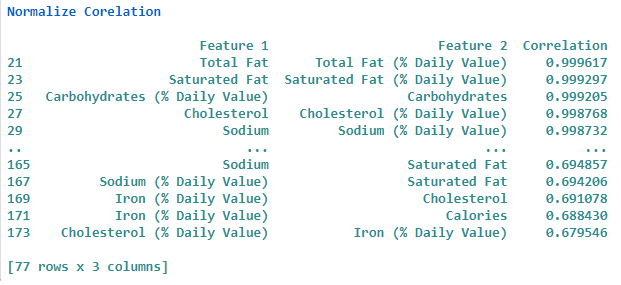 Normalize Corelation
Feature 1 Feature 2 Correlation
21 Total Fat Total Fat (% Daily Value) 0.999617
23 Saturated Fat Saturated Fat (% Daily Value) 0.999297
25 Carbohydrates (% Daily Value) Carbohydrates 0.999205
27 Cholesterol Cholesterol (% Daily Value) 0.998768
29 Sodium Sodium (% Daily Value) 0.998732
.. ... ... ...
165 Sodium Saturated Fat 0.694857
167 Sodium (% Daily Value) Saturated Fat 0.694206
169 Iron (% Daily Value) Cholesterol 0.691078
171 Iron (% Daily Value) Calories 0.688430
173 Cholesterol (% Daily Value) Iron (% Daily Value) 0.679546
[77 rows x 3 columns]